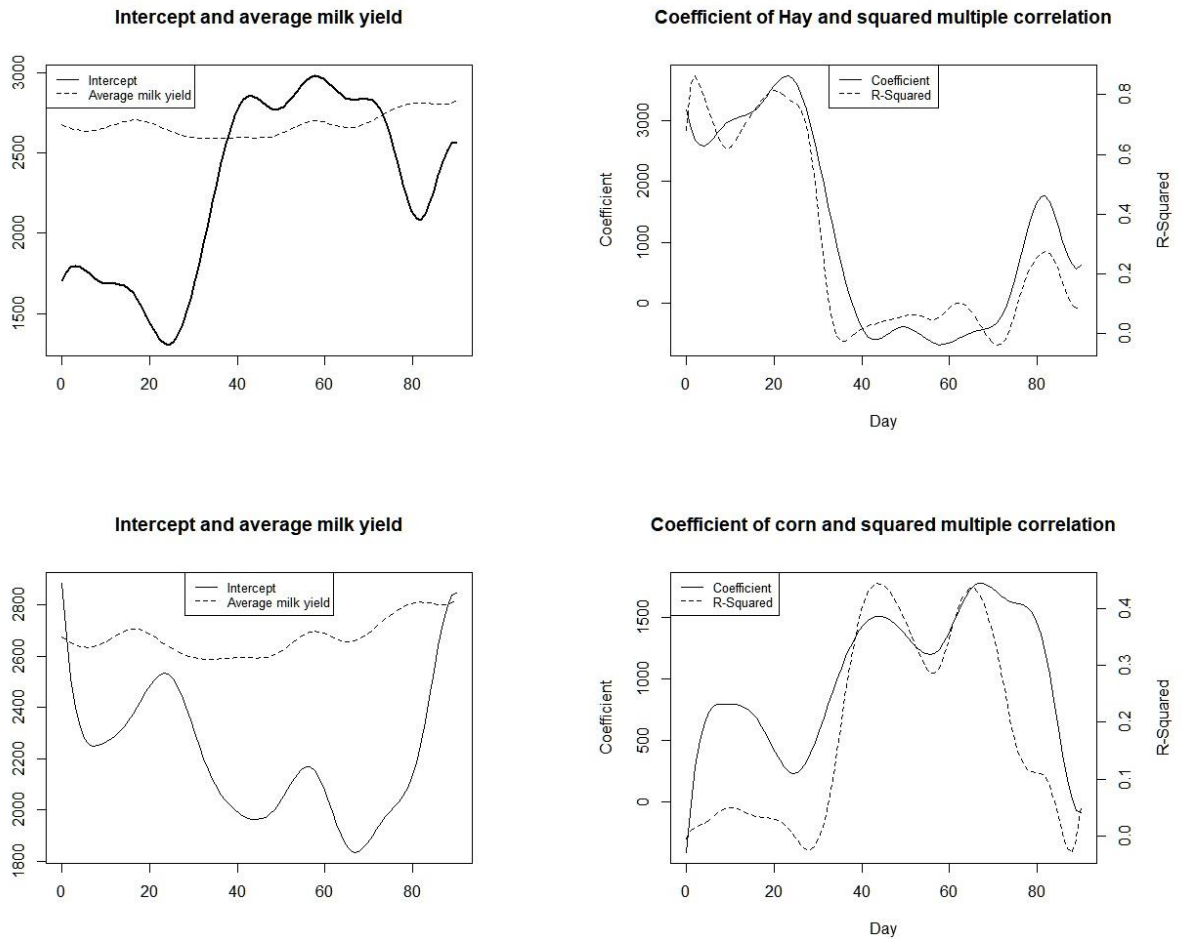 Intercept and average milk yield
Intercept
Average milk yield
3000
2500
2000
1500
0 20 40 60 80
Coefficient of Hay and squared multiple correlation
Coefficient
R-Squared
Coefficient
3000
2000
1000
0
0.8
0.6
0.4
0.2
0.0
R-Squared
0 20 40 60 80
Day
Intercept and average milk yield
Intercept
Average milk yield
2800
2600
2400
2200
2000
1800
0 20 40 60 80
Coefficient of corn and squared multiple correlation
Coefficient
R-Squared
Coefficient
1500
1000
500
0
0.4
0.3
0.2
0.1
0.0
R-Squared
0 20 40 60 80
Day